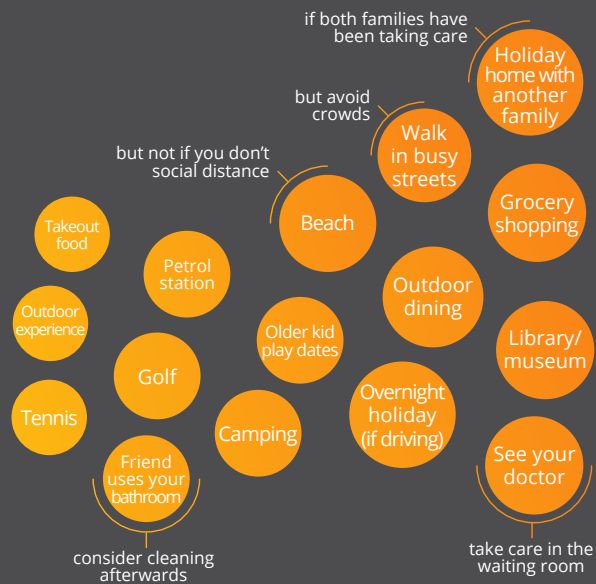 if both families have
been taking care
Holiday
home with
another
family
but avoid
crowds
Walk
in busy
streets
but not if you don’t
social distance
Beach
Grocery
shopping
Takeout
food
Petrol
station
Outdoor
dining
Outdoor
experience
Older kid
play dates
Library/
museum
Golf
Tennis
Camping
Overnight
holiday
(if driving)
Friend
uses your
bathroom
See your
doctor
consider cleaning
afterwards
take care in the
waiting room